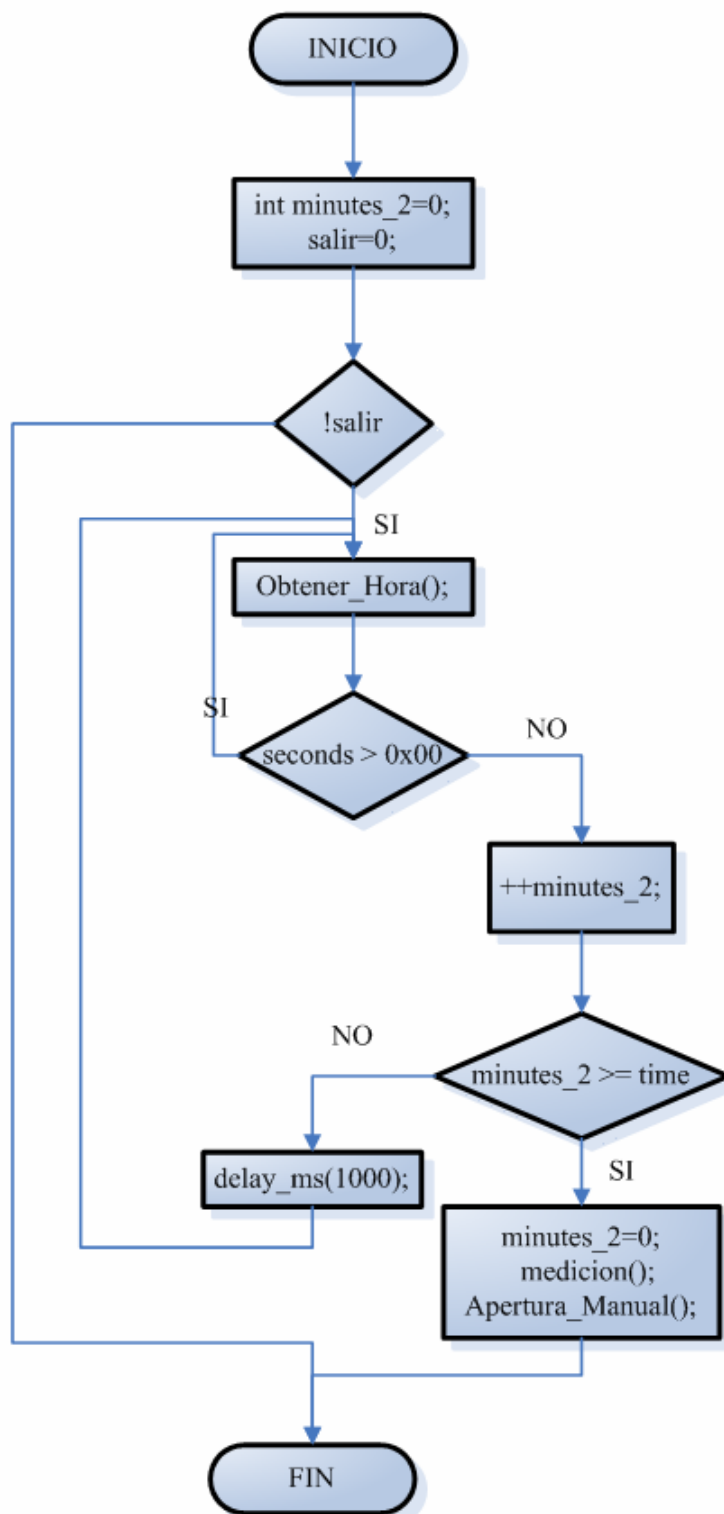 INICIO
int minutes_2=0;
salir=0;
!salir
SI
Obtener_Hora();
SI
seconds > 0x00
NO
++minutes_2;
NO
minutes_2 >= time
delay_ms(1000);
SI
minutes_2=0;
medicion();
Apertura_Manual();
FIN